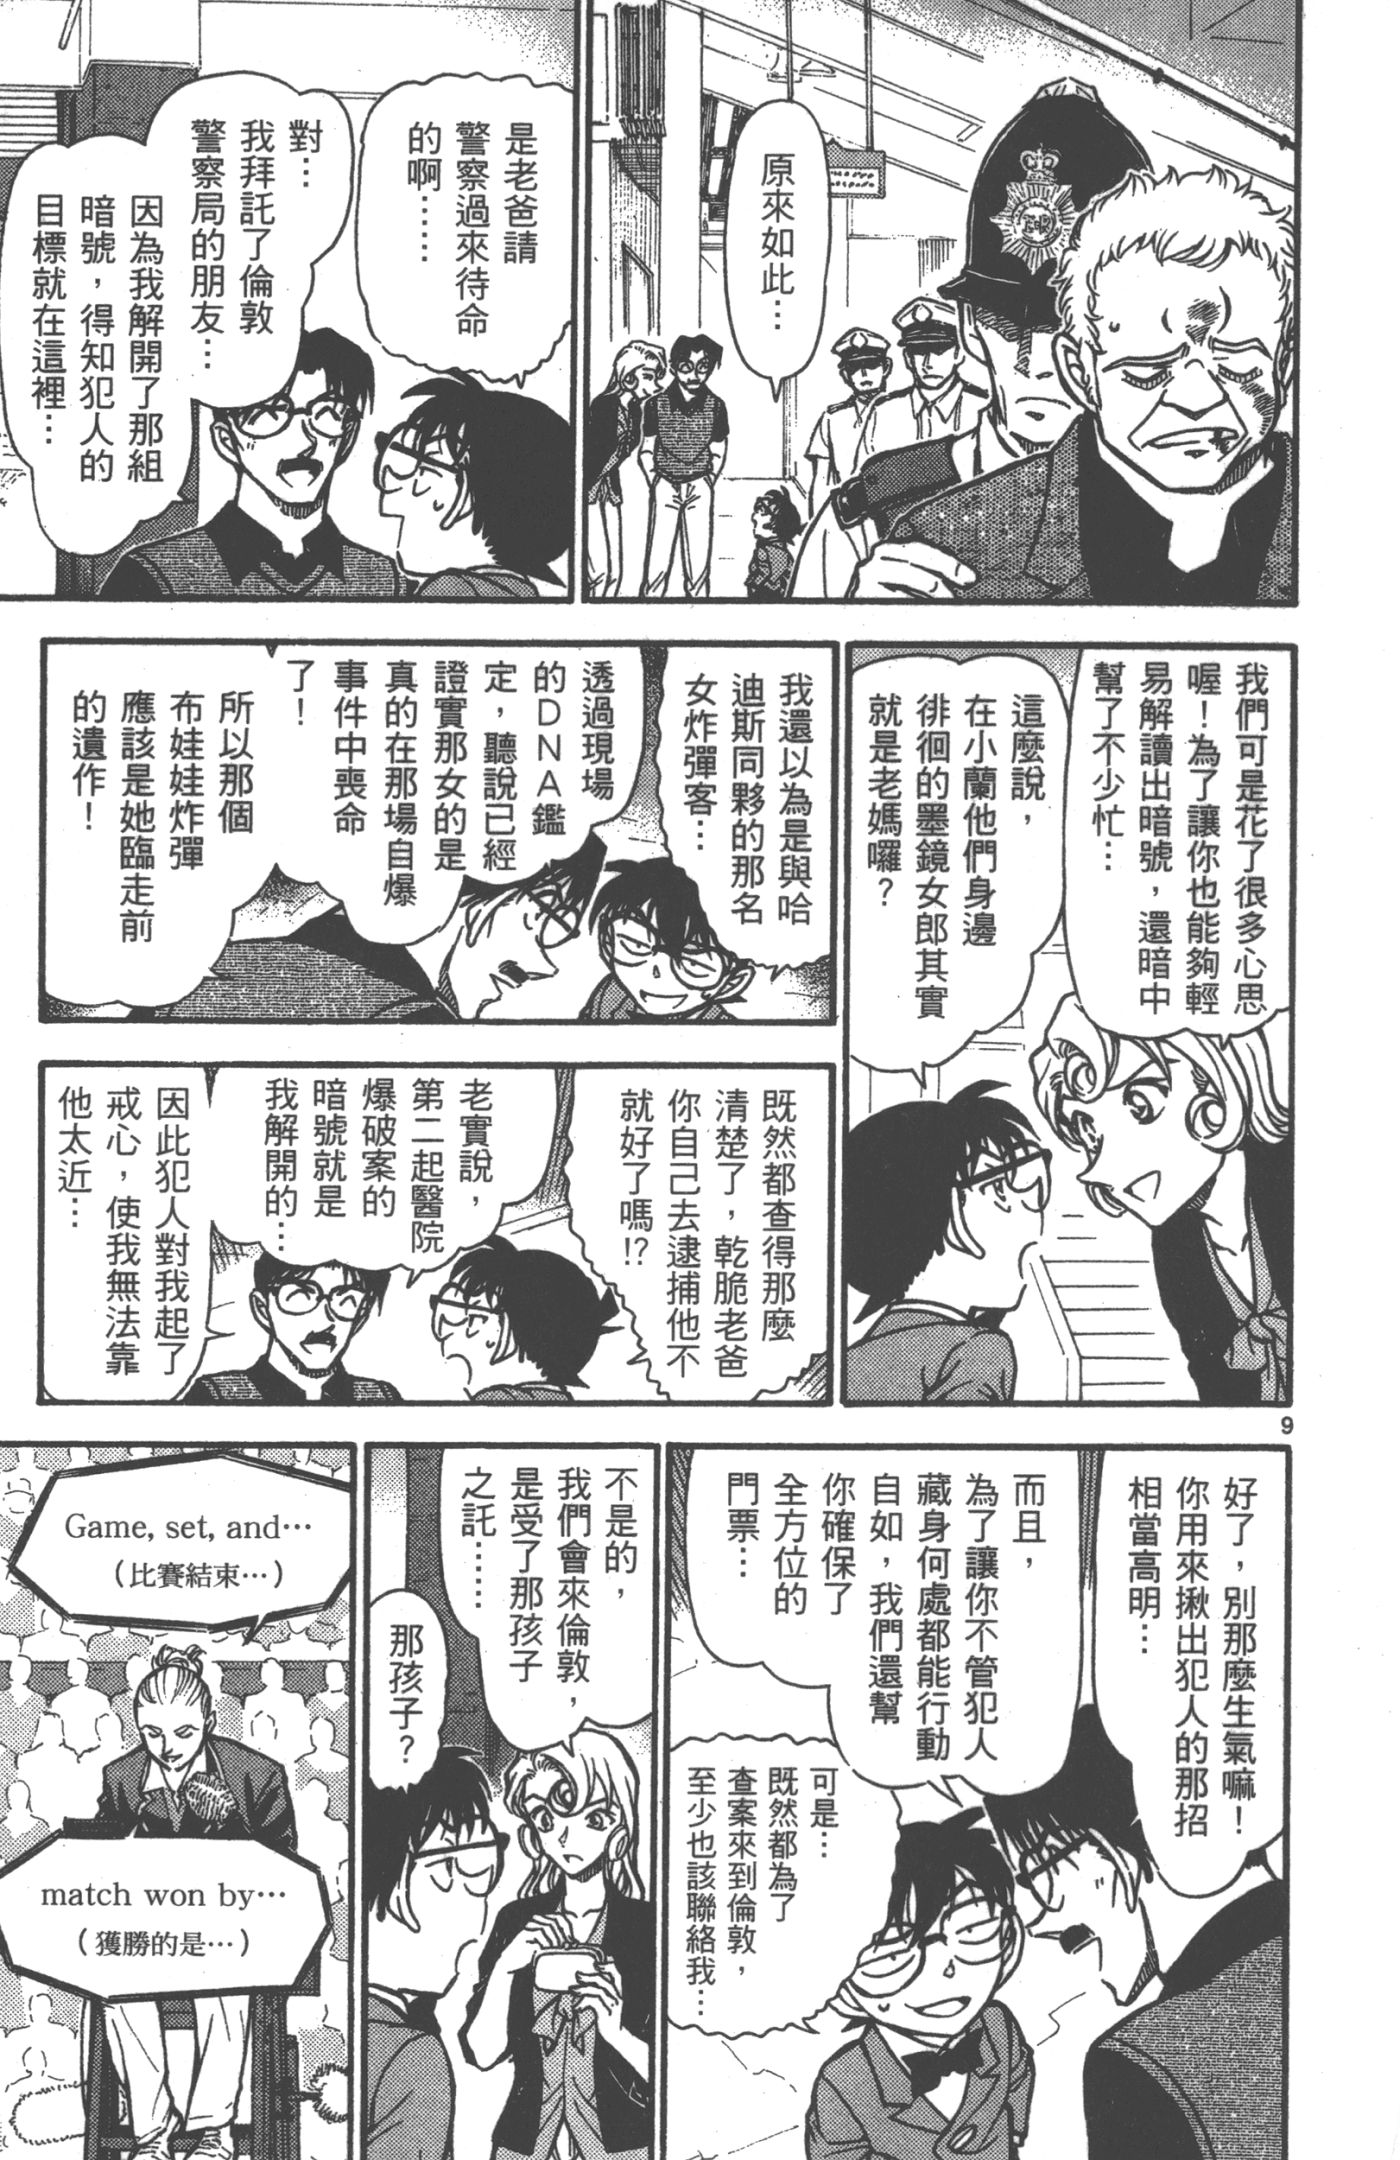 原來如此…
是老爸請
警察過來待命
的啊……
對…
我拜託了倫敦
警察局的朋友…
因為我解開了那組
暗號，得知犯人的
目標就在這裡…
我們可是花了很多心思
喔！為了讓你也能夠輕
易解讀出暗號，還暗中
幫了不少忙…
這麼說，
在小蘭他們身邊
徘徊的墨鏡女郎其實
就是老媽囉？
我還以為是與哈
迪斯同夥的那名
女炸彈客…
透過現場
的DNA鑑
定，聽說已經
證實那女的是
真的在那場自爆
事件中喪命
了！
所以那個
布娃娃炸彈
應該是她臨走前
的遺作！
既然都查得那麼
清楚了，乾脆老爸
你自己去逮捕他不
就好了嗎!?
老實說，
第二起醫院
爆破案的
暗號就是
我解開的…
因此犯人對我起了
戒心，使我無法靠
他太近…
9
好了，別那麼生氣嘛！
你用來揪出犯人的那招
相當高明…
而且，
為了讓你不管犯人
藏身何處都能行動
自如，我們還幫
你確保了
全方位的
門票…
可是…
既然都為了
查案來到倫敦，
至少也該聯絡我…
不是的，
我們會來倫敦，
是受了那孩子
之託……
那孩子？
Game, set, and…
（比賽結束…）
match won by…
（獲勝的是…）